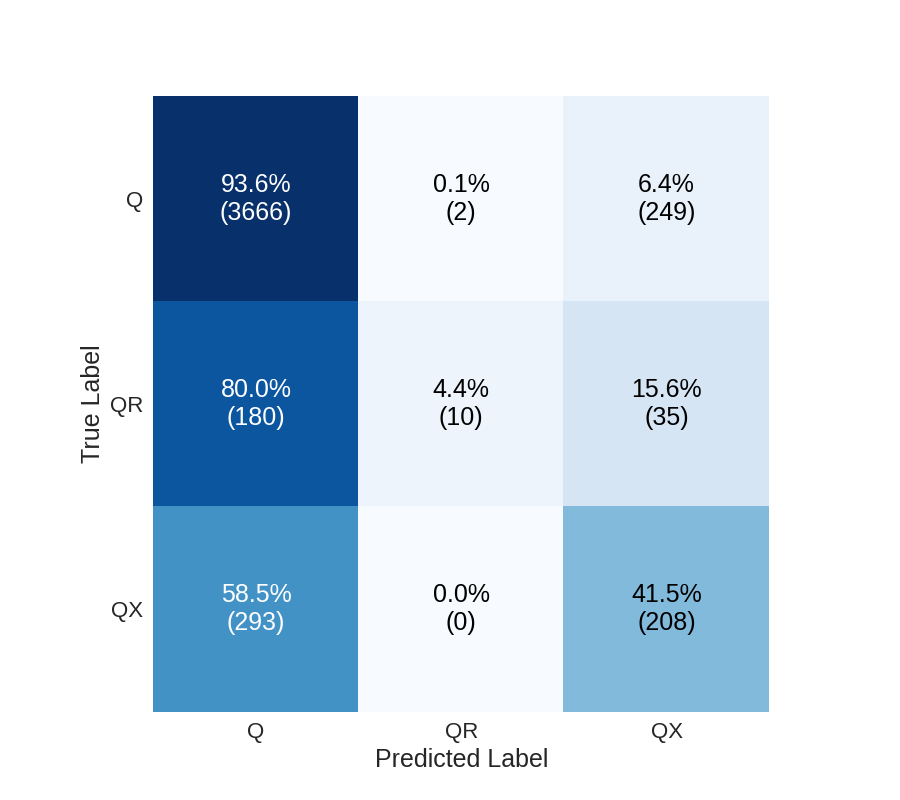 93.6%
(3666)
0.1%
(2)
6.4%
(249)
Q
80.0%
(180)
4.4%
(10)
15.6%
(35)
QR
True Label
58.5%
(293)
0.0%
(0)
41.5%
(208)
QX
Q
QR
QX
Predicted Label